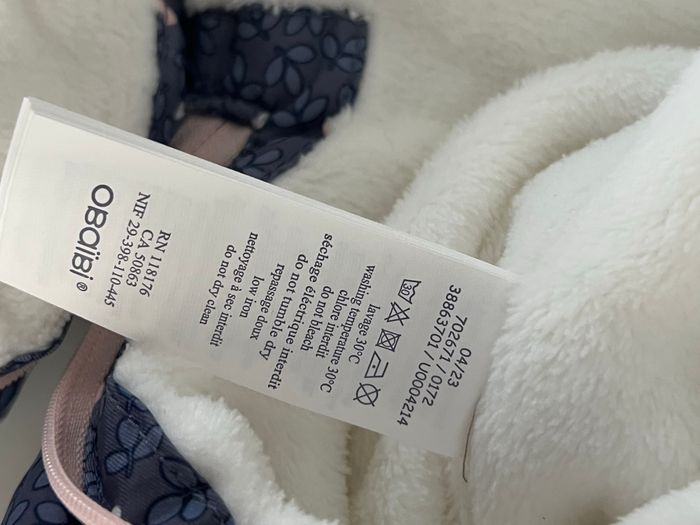 04/23
702671 / 0172
38863701 / U0004214
30
lavage 30°C
washing temperature 30°C
chlore interdit
do not bleach
séchage électrique interdit
do not tumble dry
repassage doux
low iron
nettoyage à sec interdit
do not dry clean
RN 118176
CA 50863
NIF 29-398-110-445
obaïbi ®